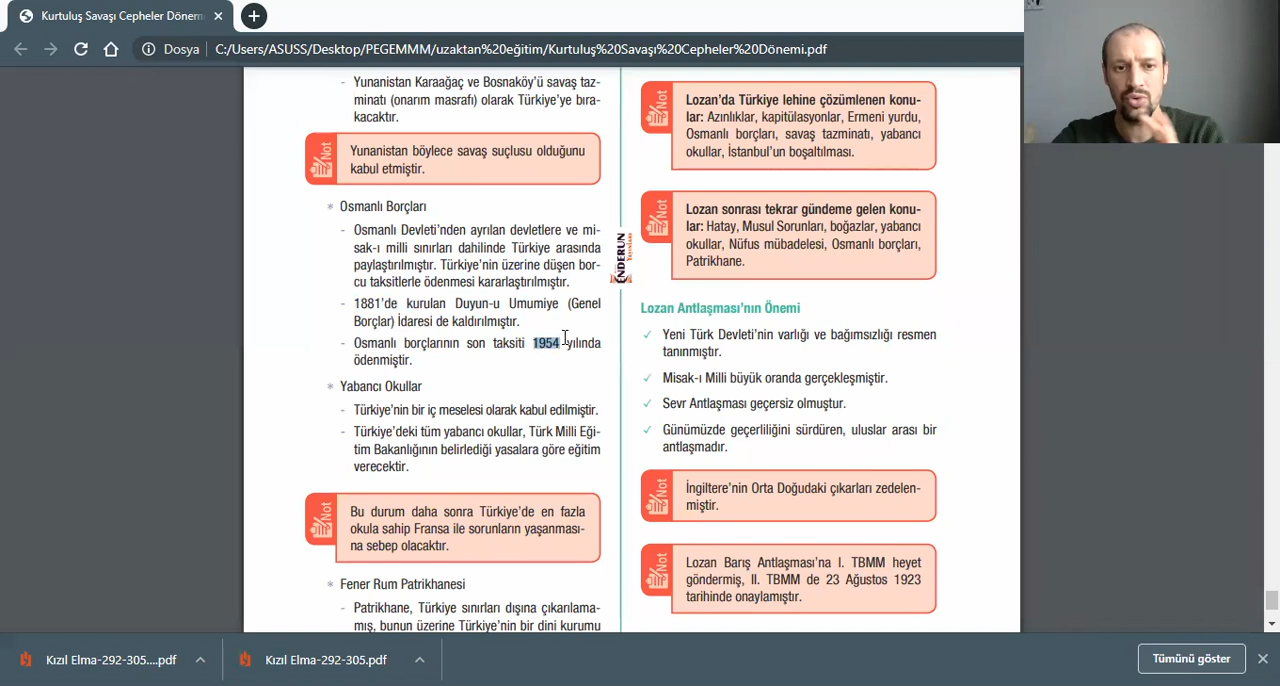 Kurtuluş Savaşı Cepheler Dönem
Dosya
C:/Users/ASUSS/Desktop/PEGEMMM/uzaktan%20eğitim/Kurtuluş%20Savaşı%20Cepheler%20Dönemi.pdf
Yunanistan Karaağaç ve Bosnaköy'ü savaş taz-
minatı (onarım masrafı) olarak Türkiye'ye bıra-
kacaktır.
Not
Yunanistan böylece savaş suçlusu olduğunu
kabul etmiştir.
* Osmanlı Borçları
- Osmanlı Devleti'nden ayrılan devletlere ve mi-
sak-ı milli sınırları dahilinde Türkiye arasında
paylaştırılmıştır. Türkiye'nin üzerine düşen bor-
cu taksitlerle ödenmesi kararlaştırılmıştır.
- 1881'de kurulan Duyun-u Umumiye (Genel
Borçlar) İdaresi de kaldırılmıştır.
- Osmanlı borçlarının son taksiti 1954 yılında
ödenmiştir.
* Yabancı Okullar
- Türkiye'nin bir iç meselesi olarak kabul edilmiştir.
- Türkiye'deki tüm yabancı okullar, Türk Milli Eği-
tim Bakanlığının belirlediği yasalara göre eğitim
verecektir.
Not
Bu durum daha sonra Türkiye'de en fazla
okula sahip Fransa ile sorunların yaşanması-
na sebep olacaktır.
* Fener Rum Patrikhanesi
- Patrikhane, Türkiye sınırları dışına çıkarılama-
mış, bunun üzerine Türkiye'nin bir dini kurumu
ENDERUN
Yayınları
Not
Lozan'da Türkiye lehine çözümlenen konu-
lar: Azınlıklar, kapitülasyonlar, Ermeni yurdu,
Osmanlı borçları, savaş tazminatı, yabancı
okullar, İstanbul'un boşaltılması.
Not
Lozan sonrası tekrar gündeme gelen konu-
lar: Hatay, Musul Sorunları, boğazlar, yabancı
okullar, Nüfus mübadelesi, Osmanlı borçları,
Patrikhane.
Lozan Antlaşması'nın Önemi
✓ Yeni Türk Devleti'nin varlığı ve bağımsızlığı resmen
tanınmıştır.
✓ Misak-ı Milli büyük oranda gerçekleşmiştir.
✓ Sevr Antlaşması geçersiz olmuştur.
✓ Günümüzde geçerliliğini sürdüren, uluslar arası bir
antlaşmadır.
Not
İngiltere'nin Orta Doğudaki çıkarları zedelen-
miştir.
Not
Lozan Barış Antlaşması'na I. TBMM heyet
göndermiş, II. TBMM de 23 Ağustos 1923
tarihinde onaylamıştır.
Kızıl Elma-292-305....pdf
Kızıl Elma-292-305.pdf
Tümünü göster